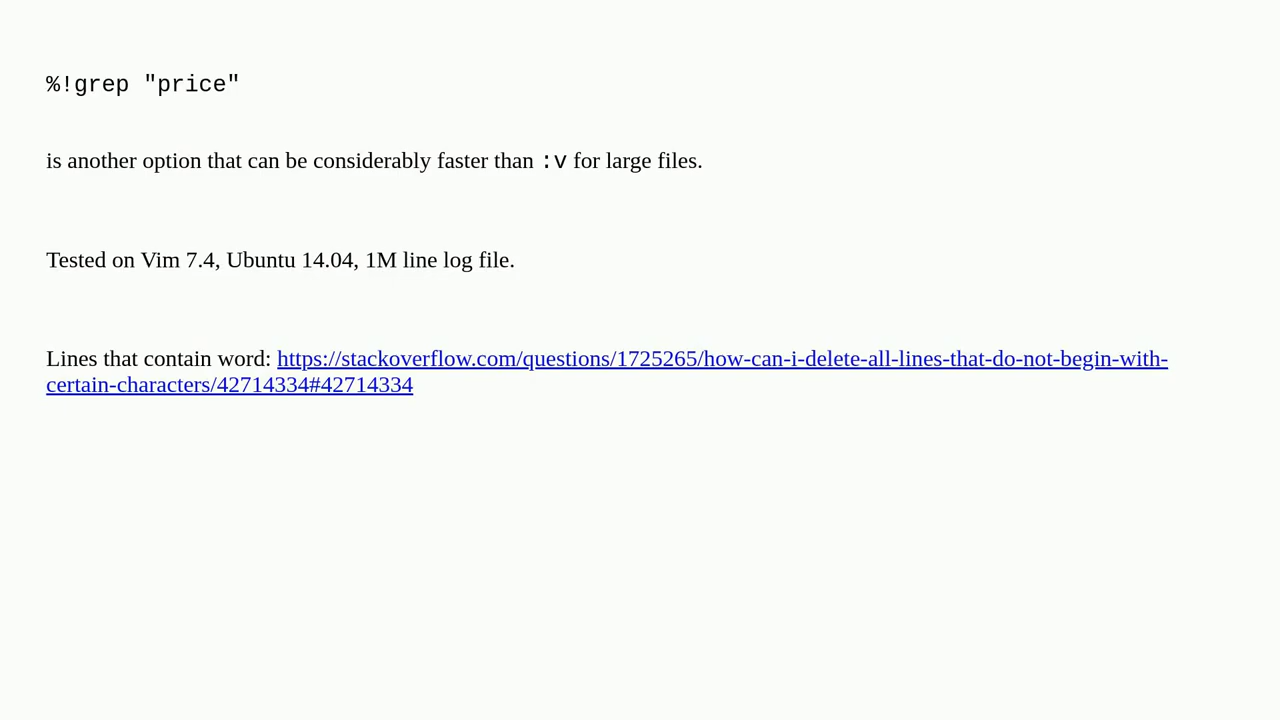 %!grep "price"
is another option that can be considerably faster than :v for large files.
Tested on Vim 7.4, Ubuntu 14.04, 1M line log file.
Lines that contain word: https://stackoverflow.com/questions/1725265/how-can-i-delete-all-lines-that-do-not-begin-with-
certain-characters/42714334#42714334